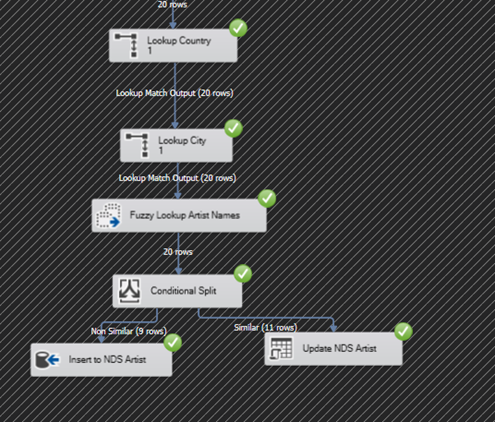 20 rows
Lookup Country
1
Lookup Match Output (20 rows)
Lookup City
1
Lookup Match Output (20 rows)
Fuzzy Lookup Artist Names
20 rows
Conditional Split
Non Similar (9 rows)
Similar (11 rows)
Insert to NDS Artist
Update NDS Artist